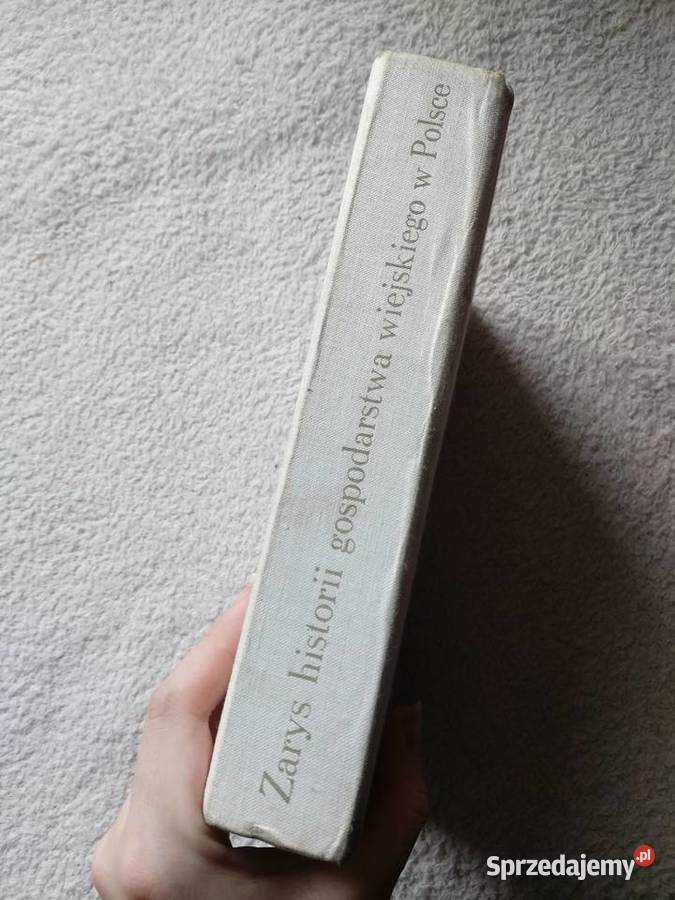 Zarys historii gospodarstwa wiejskiego w Polsce
Sprzedajemy.pl